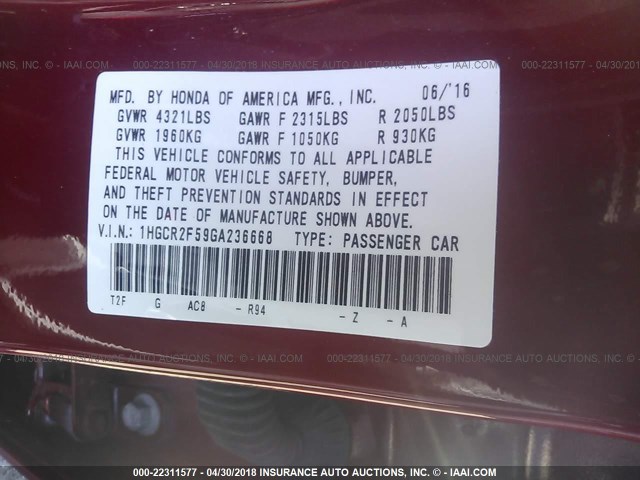 MFD. BY HONDA OF AMERICA MFG., INC. 06/'16
GVWR 4321LBS GAWR F 2315LBS R 2050LBS
GVWR 1960KG GAWR F 1050KG R 930KG
THIS VEHICLE CONFORMS TO ALL APPLICABLE
FEDERAL MOTOR VEHICLE SAFETY, BUMPER,
AND THEFT PREVENTION STANDARDS IN EFFECT
ON THE DATE OF MANUFACTURE SHOWN ABOVE.
V.I.N.: 1HGCR2F59GA236668 TYPE: PASSENGER CAR
T2F G AC8 - R94 - Z - A
000-22311577 - 04/30/2018 INSURANCE AUTO AUCTIONS, INC. - © IAAI.COM